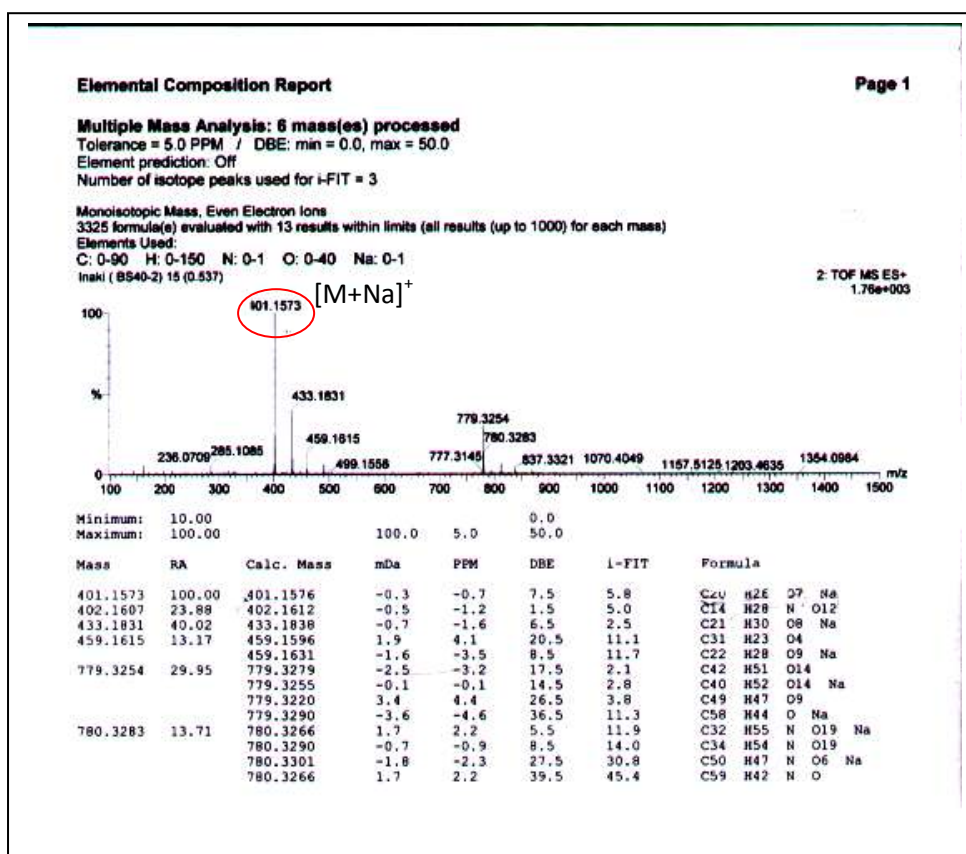 Elemental Composition Report Page 1
Multiple Mass Analysis: 6 mass(es) processed
Tolerance = 5.0 PPM / DBE: min = 0.0, max = 50.0
Element prediction: Off
Number of isotope peaks used for i-FIT = 3
Monoisotopic Mass, Even Electron Ions
3325 formula(e) evaluated with 13 results within limits (all results (up to 1000) for each mass)
Elements Used:
C: 0-90 H: 0-150 N: 0-1 O: 0-40 Na: 0-1
Inaki ( BS40-2) 15 (0.537)
2: TOF MS ES+
1.76e+003
401.1573 [M+Na]+
100
%
433.1831
779.3254
459.1615
780.3283
236.0709 285.1085 499.1558 777.3145 837.3321 1070.4049 1157.5125 1203.4635 1354.0984
0
100 200 300 400 500 600 700 800 900 1000 1100 1200 1300 1400 1500 m/z
Minimum: 10.00 0.0
Maximum: 100.00 100.0 5.0 50.0
Mass RA Calc. Mass mDa PPM DBE i-FIT Formula
401.1573 100.00 401.1576 -0.3 -0.7 7.5 5.8 C20 H26 O7 Na
402.1607 23.88 402.1612 -0.5 -1.2 1.5 5.0 C14 H28 N O12
433.1831 40.02 433.1838 -0.7 -1.6 6.5 2.5 C21 H30 O8 Na
459.1615 13.17 459.1596 1.9 4.1 20.5 11.1 C31 H23 O4
459.1631 -1.6 -3.5 8.5 11.7 C22 H28 O9 Na
779.3254 29.95 779.3279 -2.5 -3.2 17.5 2.1 C42 H51 O14
779.3255 -0.1 -0.1 14.5 2.8 C40 H52 O14 Na
779.3220 3.4 4.4 26.5 3.8 C49 H47 O9
779.3290 -3.6 -4.6 36.5 11.3 C58 H44 O Na
780.3283 13.71 780.3266 1.7 2.2 5.5 11.9 C32 H55 N O19 Na
780.3290 -0.7 -0.9 8.5 14.0 C34 H54 N O19
780.3301 -1.8 -2.3 27.5 30.8 C50 H47 N O6 Na
780.3266 1.7 2.2 39.5 45.4 C59 H42 N O